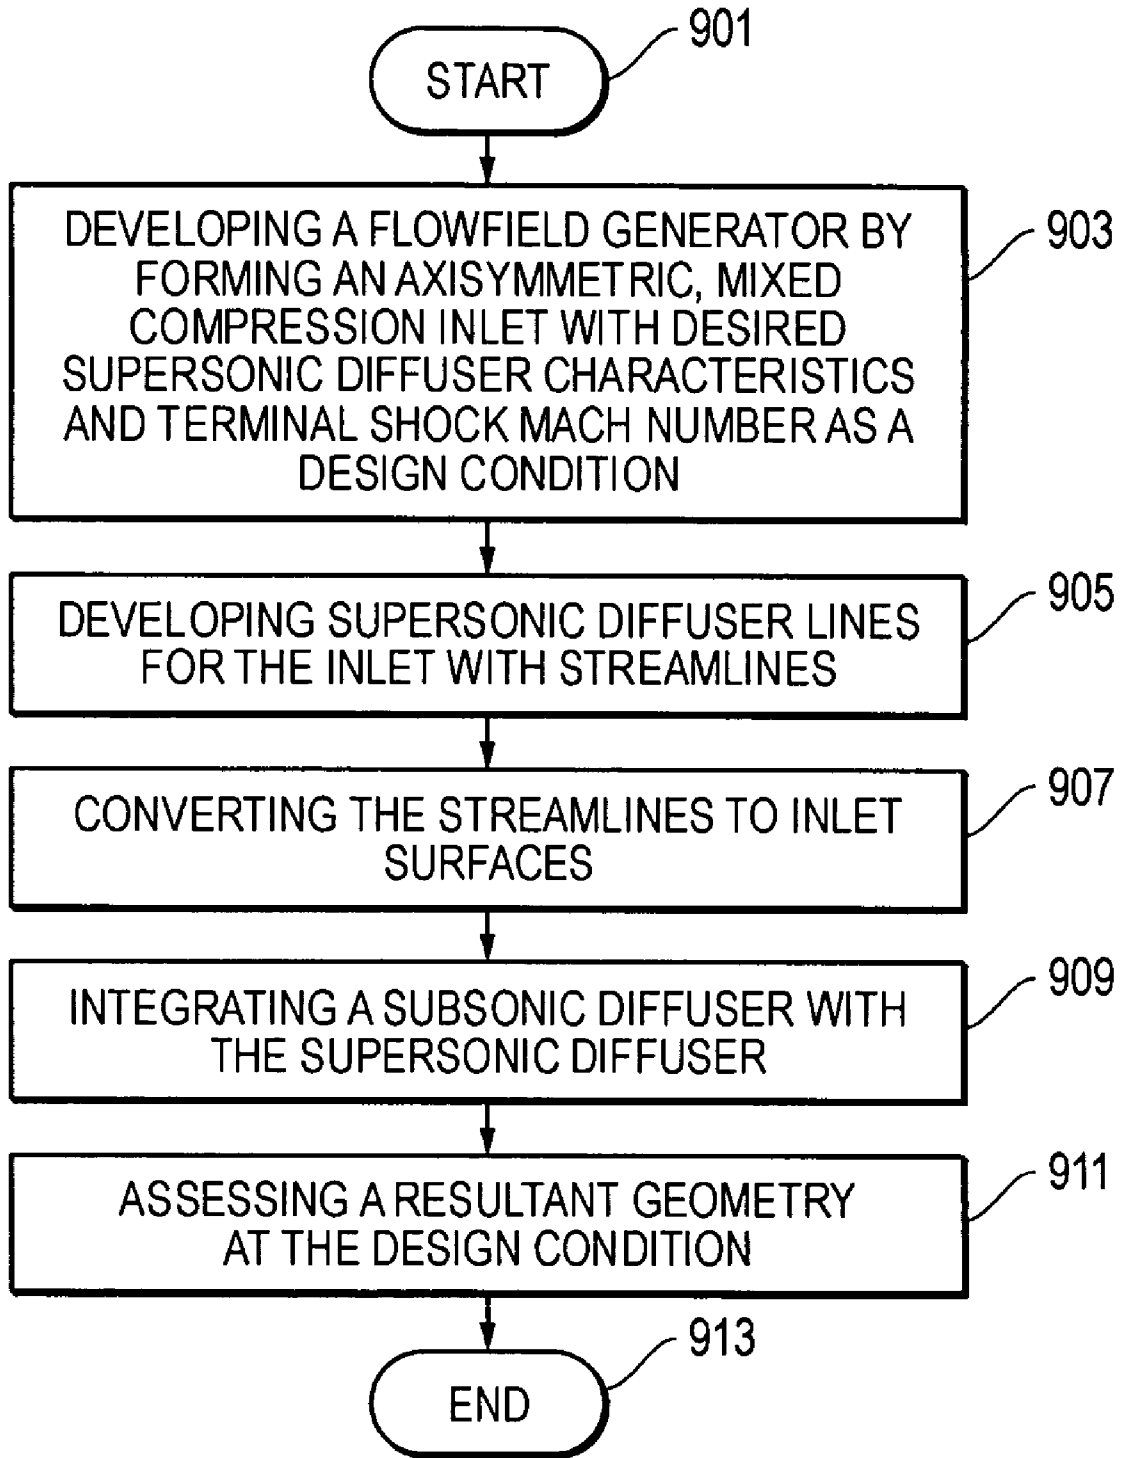 START
901
DEVELOPING A FLOWFIELD GENERATOR BY
FORMING AN AXISYMMETRIC, MIXED
COMPRESSION INLET WITH DESIRED
SUPERSONIC DIFFUSER CHARACTERISTICS
AND TERMINAL SHOCK MACH NUMBER AS A
DESIGN CONDITION
903
DEVELOPING SUPERSONIC DIFFUSER LINES
FOR THE INLET WITH STREAMLINES
905
CONVERTING THE STREAMLINES TO INLET
SURFACES
907
INTEGRATING A SUBSONIC DIFFUSER WITH
THE SUPERSONIC DIFFUSER
909
ASSESSING A RESULTANT GEOMETRY
AT THE DESIGN CONDITION
911
END
913